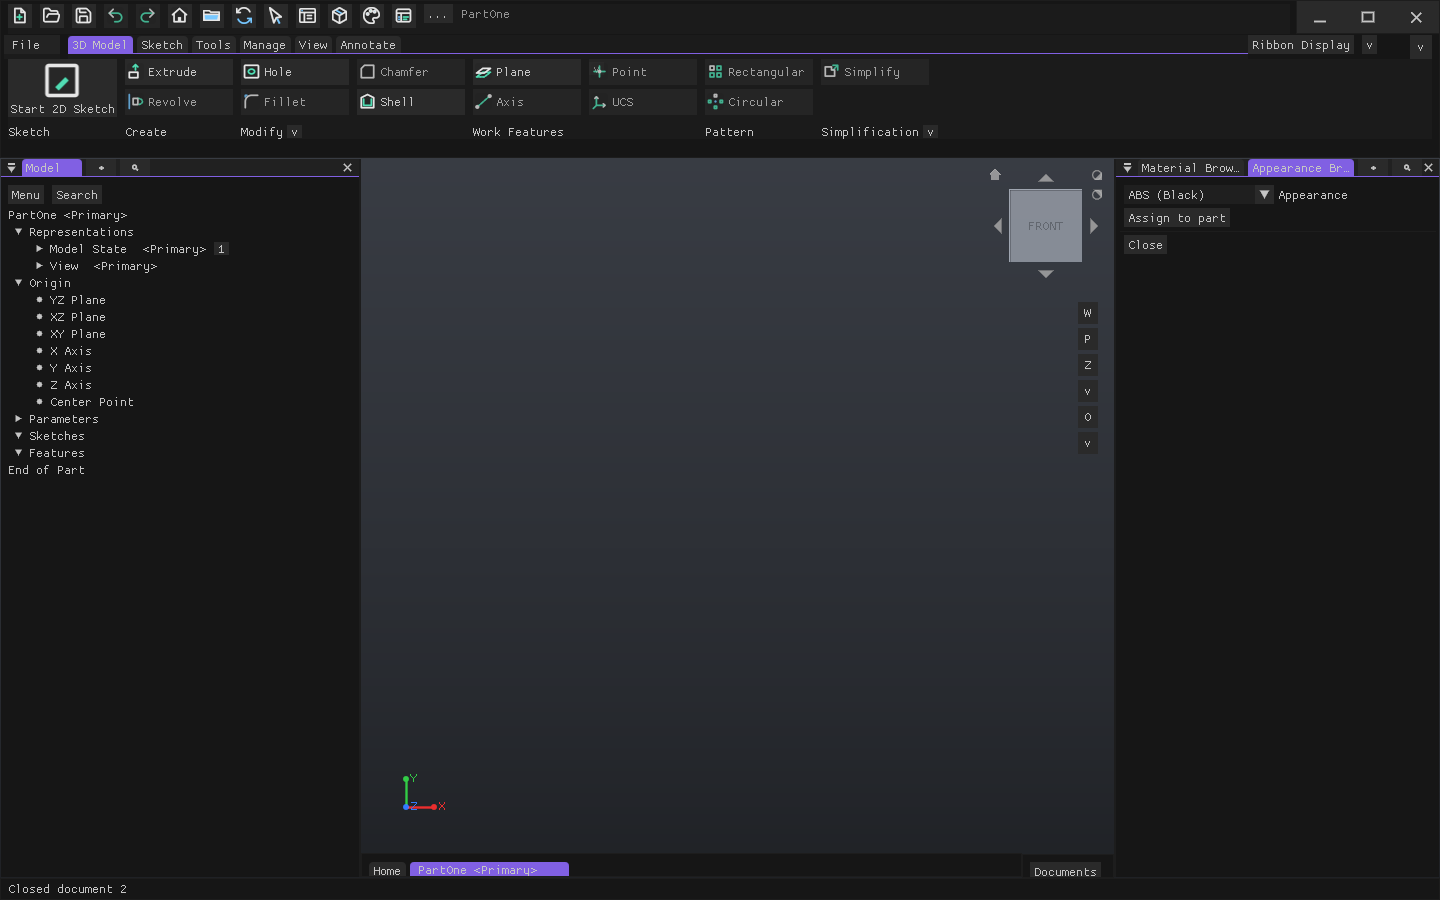 ... PartOne
File 3D Model Sketch Tools Manage View Annotate Ribbon Display v v
Start 2D Sketch Extrude Hole Chamfer Plane Point Rectangular Simplify
Revolve Fillet Shell Axis UCS Circular
Sketch Create Modify v Work Features Pattern Simplification v
Model
Menu Search
PartOne <Primary>
Representations
Model State <Primary> 1
View <Primary>
Origin
YZ Plane
XZ Plane
XY Plane
X Axis
Y Axis
Z Axis
Center Point
Parameters
Sketches
Features
End of Part
FRONT
W
P
Z
v
O
v
Y
Z X
Home PartOne <Primary> Documents
Material Brow… Appearance Br…
ABS (Black) Appearance
Assign to part
Close
Closed document 2